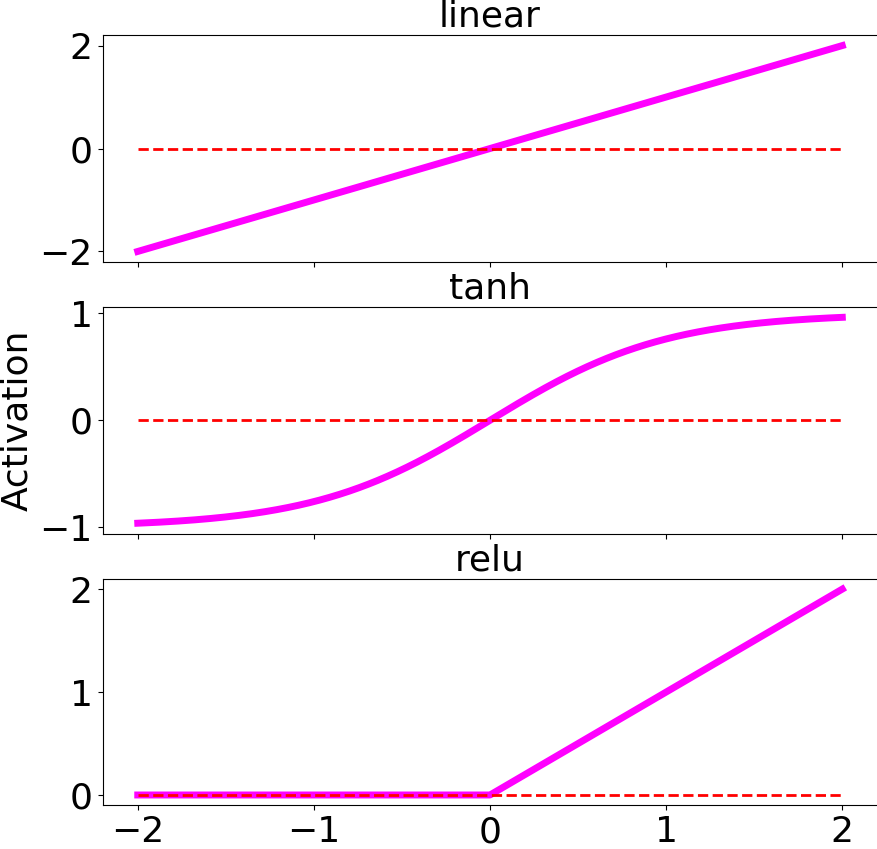 linear
2
0
−2
tanh
1
0
−1
Activation
relu
2
1
0
−2 −1 0 1 2